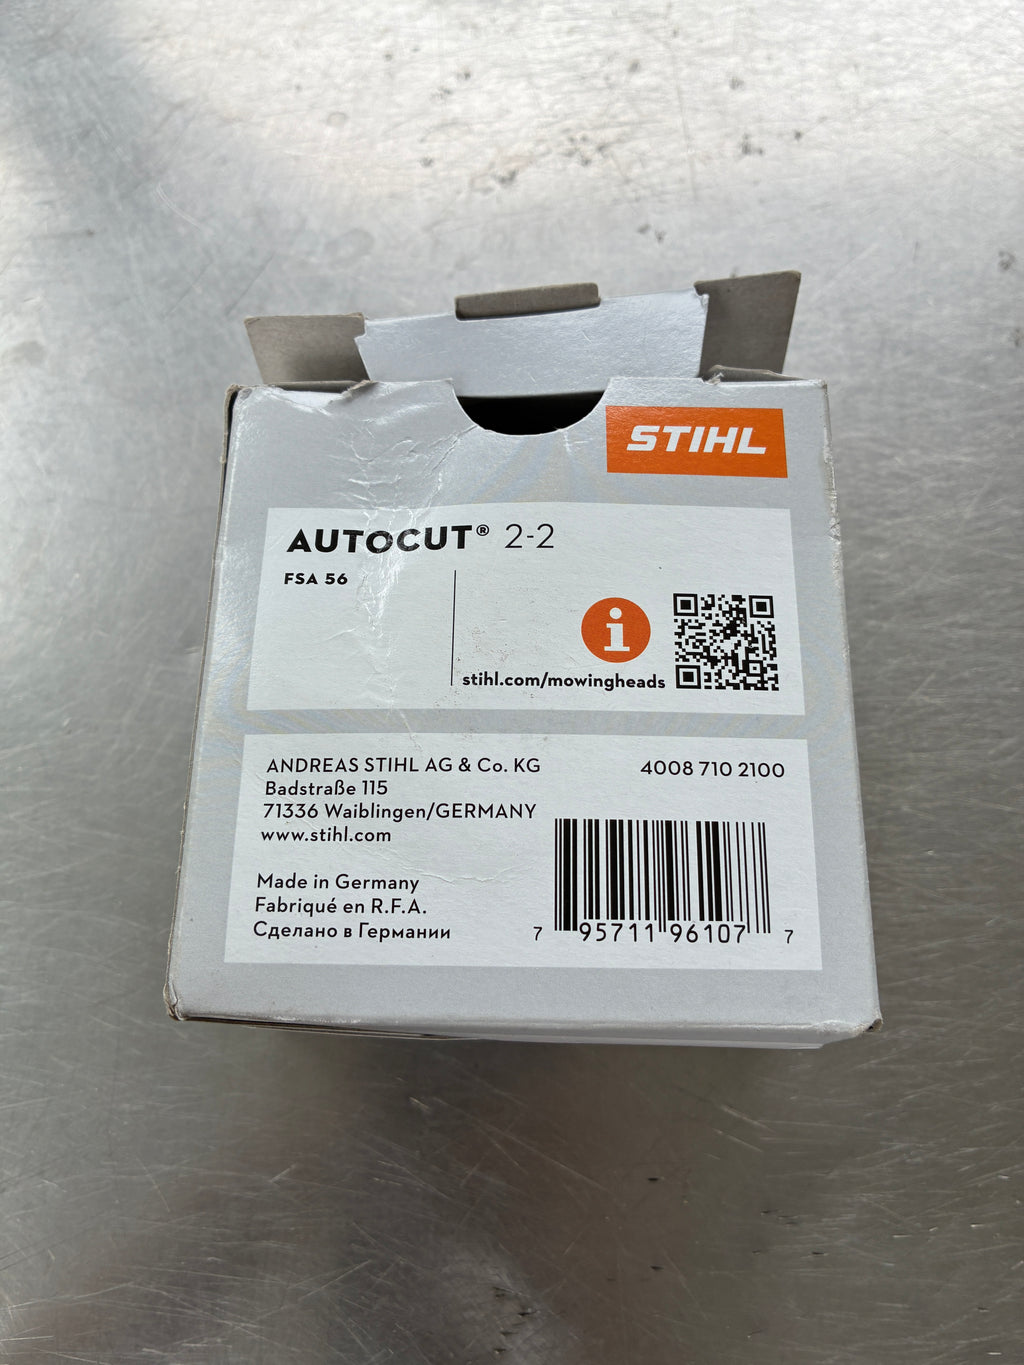 STIHL
AUTOCUT® 2-2
FSA 56
i
stihl.com/mowingheads
ANDREAS STIHL AG & Co. KG
Badstraße 115
71336 Waiblingen/GERMANY
www.stihl.com
4008 710 2100
Made in Germany
Fabriqué en R.F.A.
Сделано в Германии
7 95711 96107 7